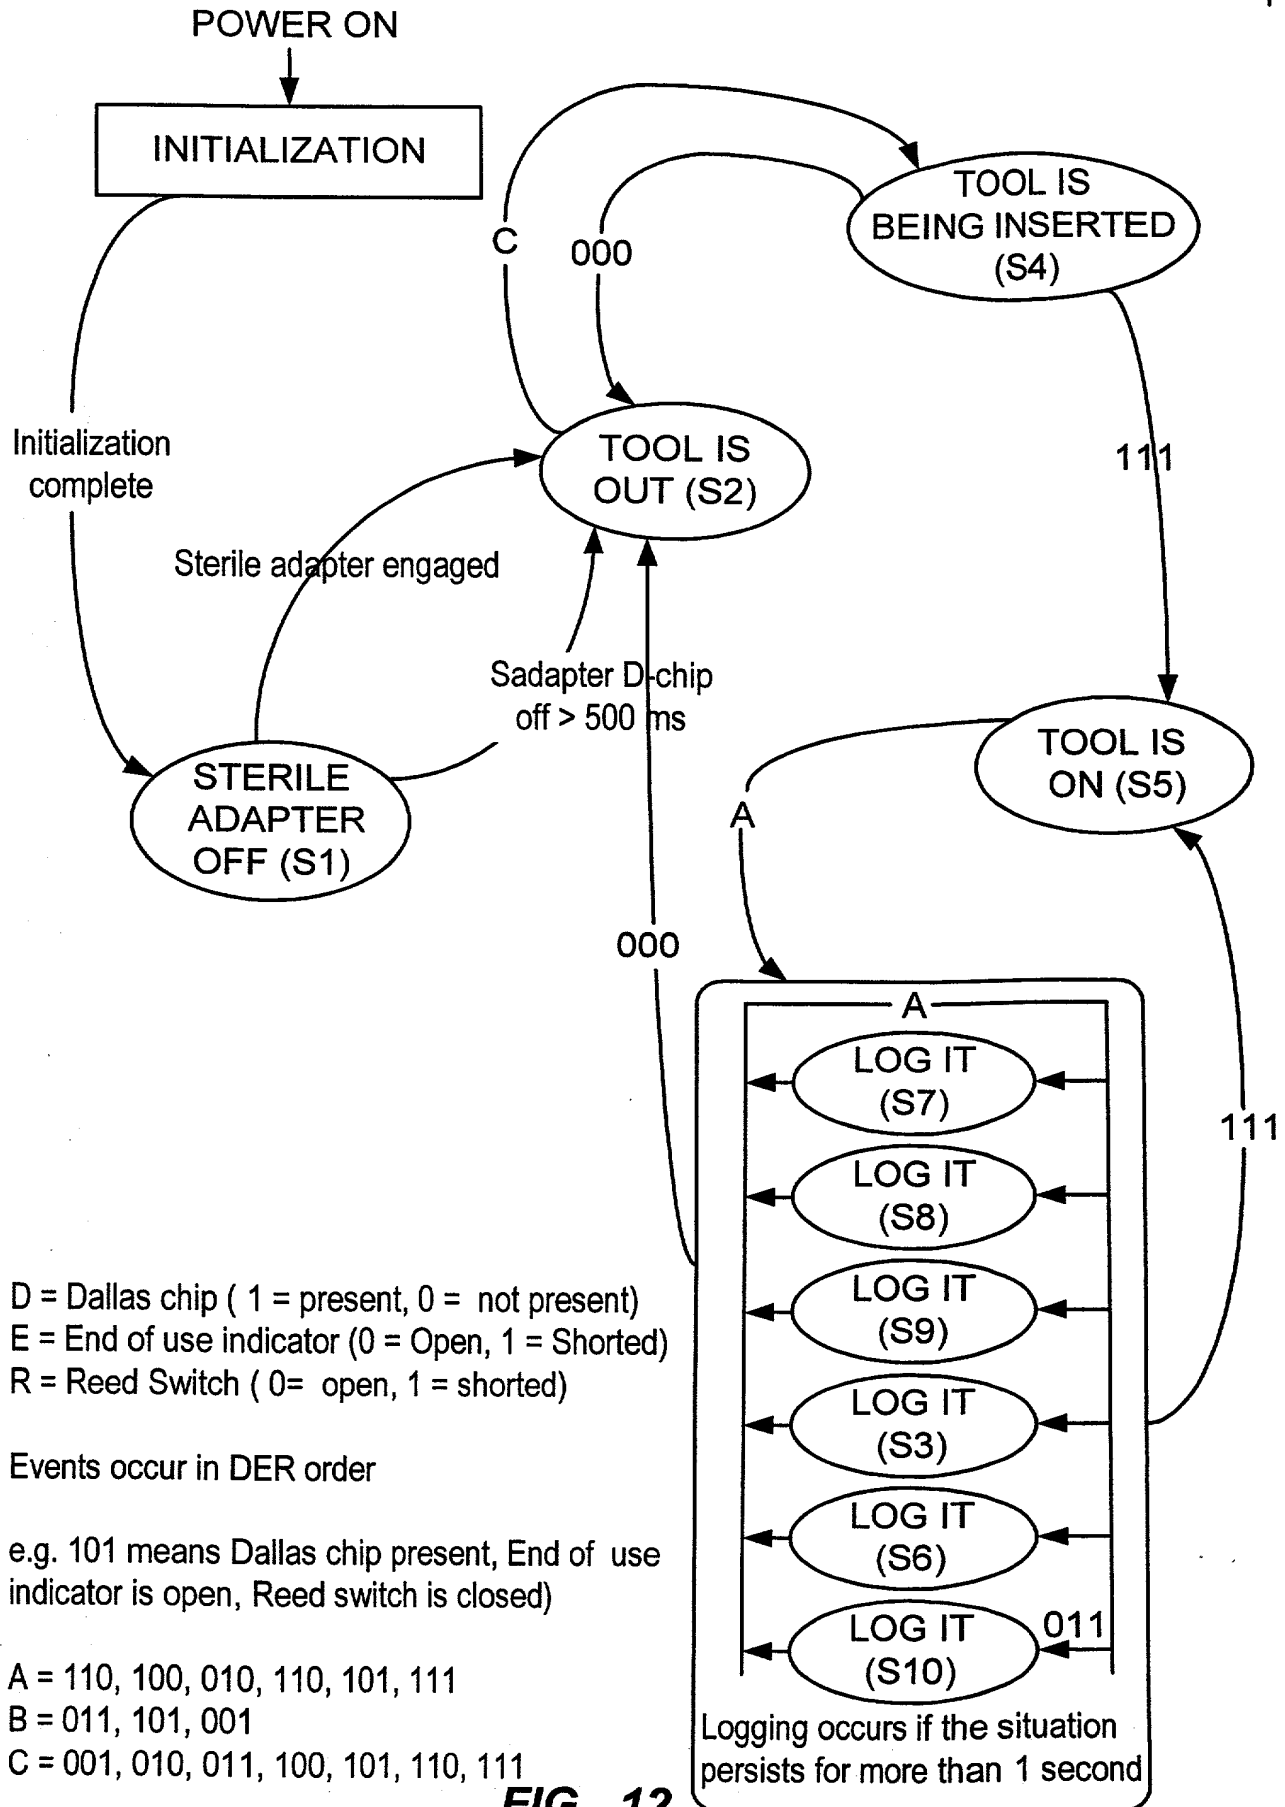 POWER ON
INITIALIZATION
TOOL IS
BEING INSERTED
(S4)
C
000
Initialization
complete
TOOL IS
OUT (S2)
111
Sterile adapter engaged
Sadapter D-chip
off > 500 ms
STERILE
ADAPTER
OFF (S1)
TOOL IS
ON (S5)
A
000
A
LOG IT
(S7)
111
LOG IT
(S8)
LOG IT
(S9)
LOG IT
(S3)
LOG IT
(S6)
011
LOG IT
(S10)
Logging occurs if the situation
persists for more than 1 second
D = Dallas chip ( 1 = present, 0 = not present)
E = End of use indicator (0 = Open, 1 = Shorted)
R = Reed Switch ( 0= open, 1 = shorted)
Events occur in DER order
e.g. 101 means Dallas chip present, End of use
indicator is open, Reed switch is closed)
A = 110, 100, 010, 110, 101, 111
B = 011, 101, 001
C = 001, 010, 011, 100, 101, 110, 111
FIG. 12